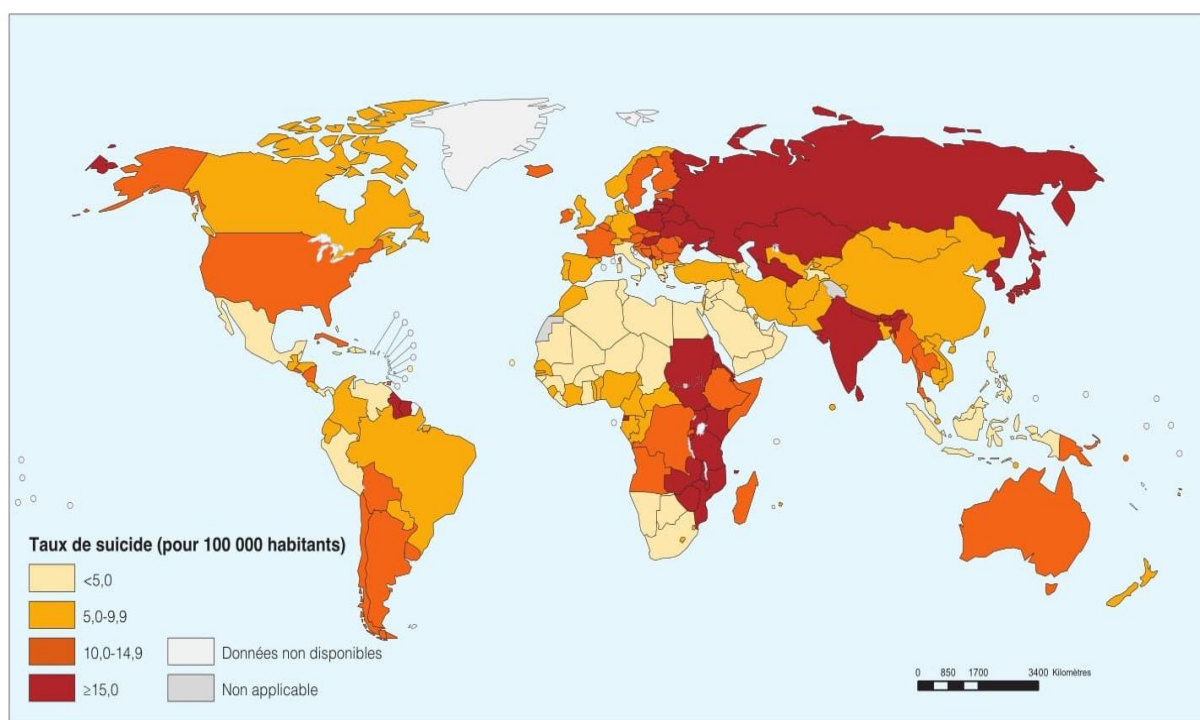 Taux de suicide (pour 100 000 habitants)
<5,0
5,0-9,9
10,0-14,9
Données non disponibles
≥15,0
Non applicable
0 850 1700 3400 Kilomètres